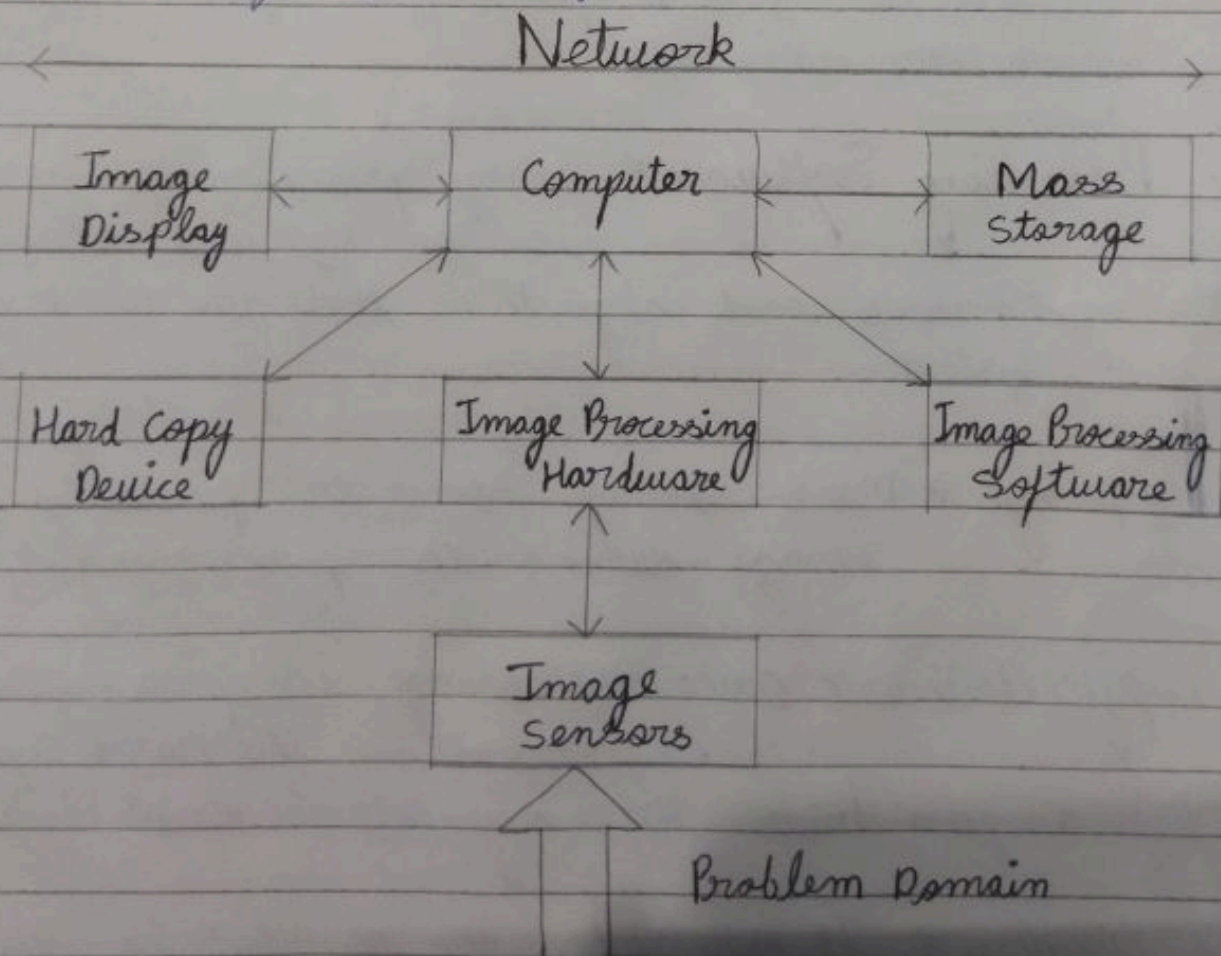 Network
Image
Display
Computer
Mass
Storage
Hard Copy
Device
Image Processing
Hardware
Image Processing
Software
Image
Sensors
Problem Domain